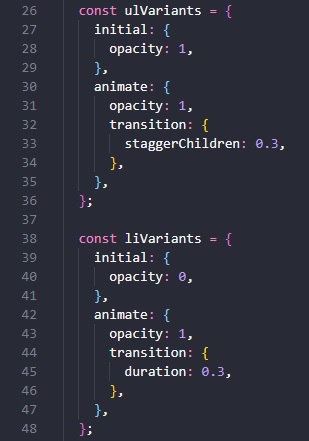 26 const ulVariants = {
27 initial: {
28 opacity: 1,
29 },
30 animate: {
31 opacity: 1,
32 transition: {
33 staggerChildren: 0.3,
34 },
35 },
36 };
37
38 const liVariants = {
39 initial: {
40 opacity: 0,
41 },
42 animate: {
43 opacity: 1,
44 transition: {
45 duration: 0.3,
46 },
47 },
48 };